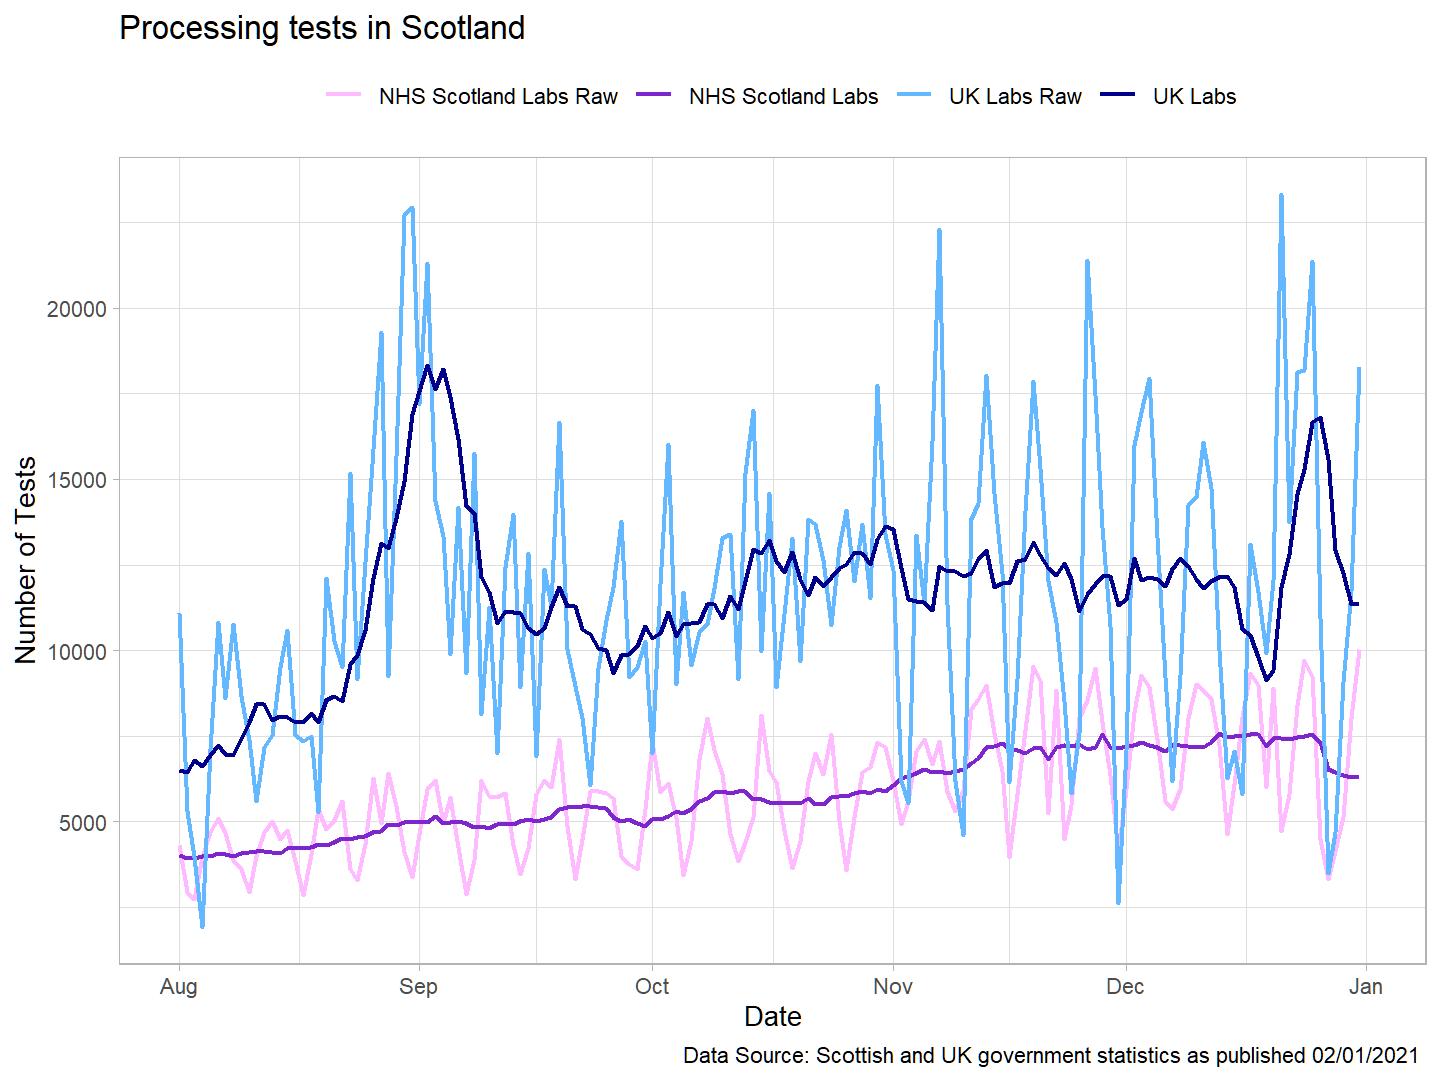 Processing tests in Scotland
NHS Scotland Labs Raw NHS Scotland Labs UK Labs Raw UK Labs
20000
15000
10000
5000
Number of Tests
Aug Sep Oct Nov Dec Jan
Date
Data Source: Scottish and UK government statistics as published 02/01/2021